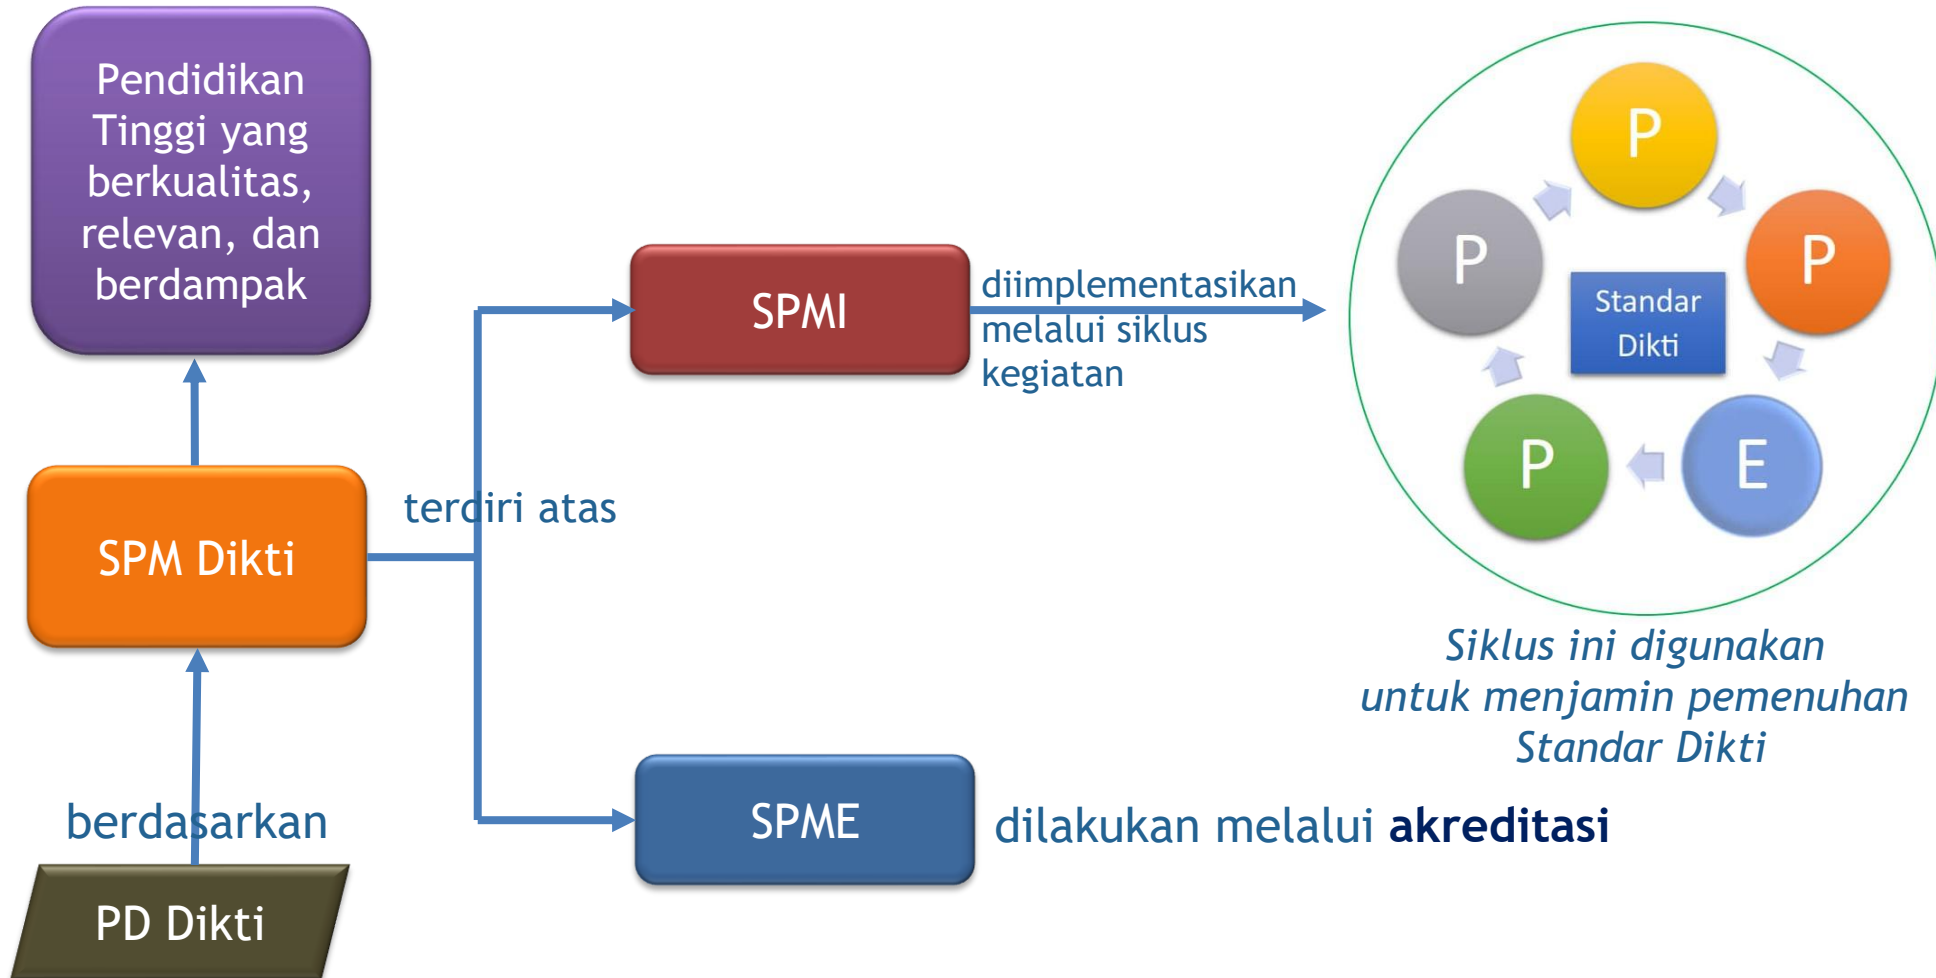 Pendidikan
Tinggi yang
berkualitas,
relevan, dan
berdampak
SPM Dikti
berdasarkan
PD Dikti
terdiri atas
SPMI
diimplementasikan
melalui siklus
kegiatan
SPME
dilakukan melalui akreditasi
P
P
E
P
P
Standar
Dikti
Siklus ini digunakan
untuk menjamin pemenuhan
Standar Dikti